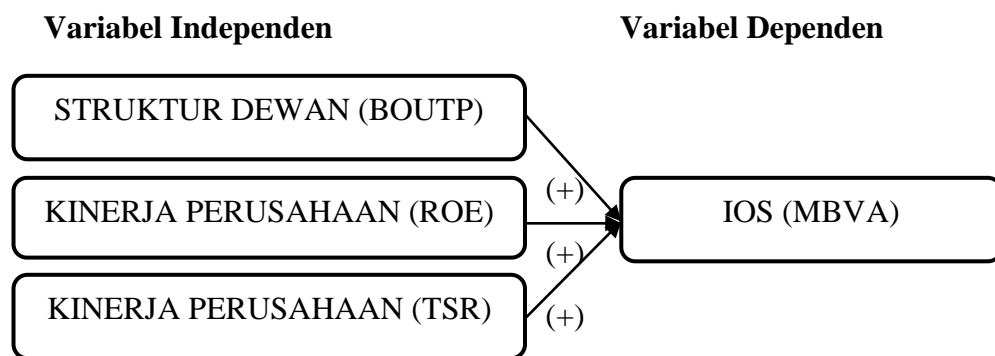 Variabel Independen
Variabel Dependen
STRUKTUR DEWAN (BOUTP)
(+)
KINERJA PERUSAHAAN (ROE)
IOS (MBVA)
(+)
KINERJA PERUSAHAAN (TSR)
(+)